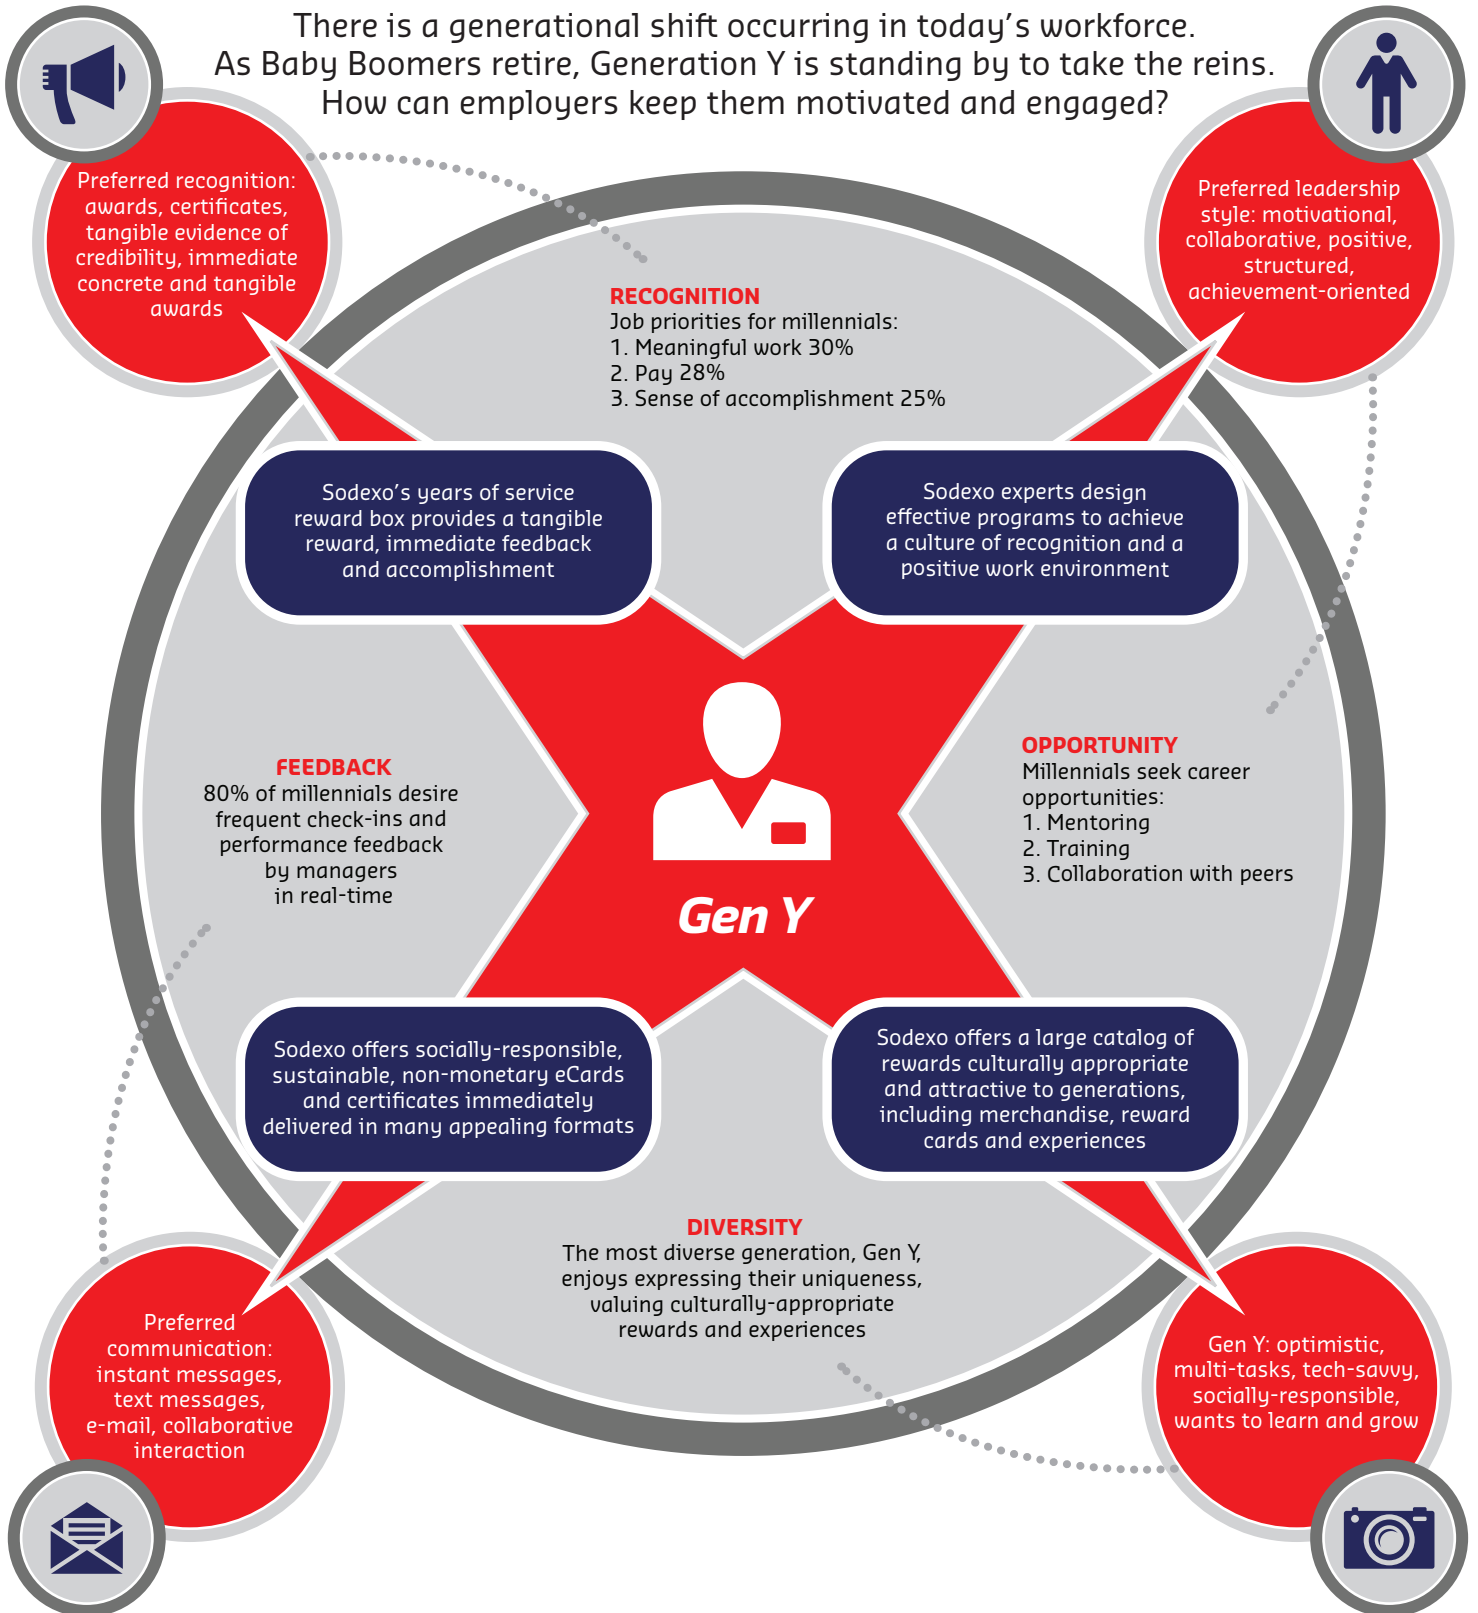 There is a generational shift occurring in today's workforce.
As Baby Boomers retire, Generation Y is standing by to take the reins.
How can employers keep them motivated and engaged?
Preferred recognition:
awards, certificates,
tangible evidence of
credibility, immediate
concrete and tangible
awards
Preferred leadership
style: motivational,
collaborative, positive,
structured,
achievement-oriented
RECOGNITION
Job priorities for millennials:
1. Meaningful work 30%
2. Pay 28%
3. Sense of accomplishment 25%
Sodexo's years of service
reward box provides a tangible
reward, immediate feedback
and accomplishment
Sodexo experts design
effective programs to achieve
a culture of recognition and a
positive work environment
FEEDBACK
80% of millennials desire
frequent check-ins and
performance feedback
by managers
in real-time
Gen Y
OPPORTUNITY
Millennials seek career
opportunities:
1. Mentoring
2. Training
3. Collaboration with peers
Sodexo offers socially-responsible,
sustainable, non-monetary eCards
and certificates immediately
delivered in many appealing formats
Sodexo offers a large catalog of
rewards culturally appropriate
and attractive to generations,
including merchandise, reward
cards and experiences
DIVERSITY
The most diverse generation, Gen Y,
enjoys expressing their uniqueness,
valuing culturally-appropriate
rewards and experiences
Preferred
communication:
instant messages,
text messages,
e-mail, collaborative
interaction
Gen Y: optimistic,
multi-tasks, tech-savvy,
socially-responsible,
wants to learn and grow